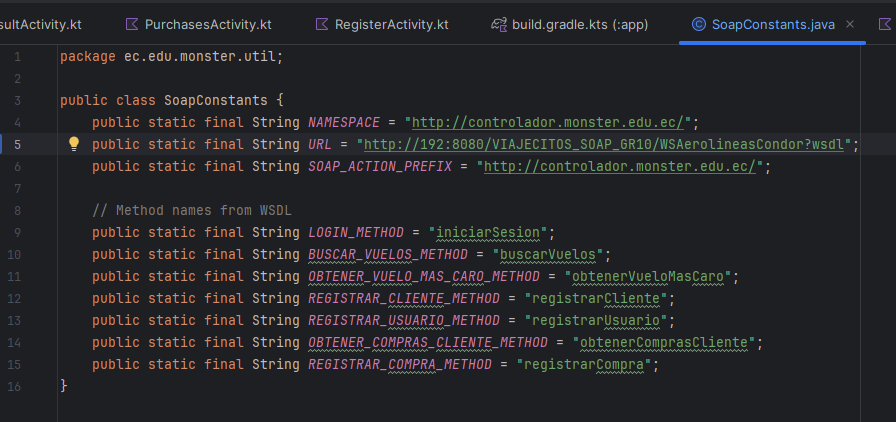 sultActivity.kt PurchasesActivity.kt RegisterActivity.kt build.gradle.kts (:app) SoapConstants.java
1 package ec.edu.monster.util;
2
3 public class SoapConstants {
4 public static final String NAMESPACE = "http://controlador.monster.edu.ec/";
5 public static final String URL = "http://192:8080/VIAJECITOS_SOAP_GR10/WSAerolineasCondor?wsdl";
6 public static final String SOAP_ACTION_PREFIX = "http://controlador.monster.edu.ec/";
7
8 // Method names from WSDL
9 public static final String LOGIN_METHOD = "iniciarSesion";
10 public static final String BUSCAR_VUELOS_METHOD = "buscarVuelos";
11 public static final String OBTENER_VUELO_MAS_CARO_METHOD = "obtenerVueloMasCaro";
12 public static final String REGISTRAR_CLIENTE_METHOD = "registrarCliente";
13 public static final String REGISTRAR_USUARIO_METHOD = "registrarUsuario";
14 public static final String OBTENER_COMPRAS_CLIENTE_METHOD = "obtenerComprasCliente";
15 public static final String REGISTRAR_COMPRA_METHOD = "registrarCompra";
16 }